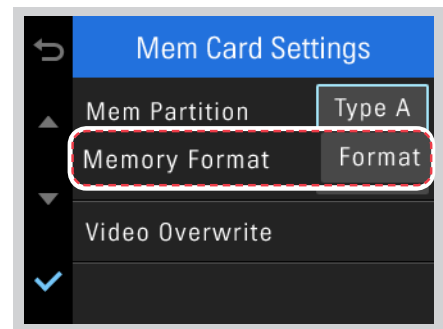 Mem Card Settings
Mem Partition Type A
Memory Format Format
Video Overwrite